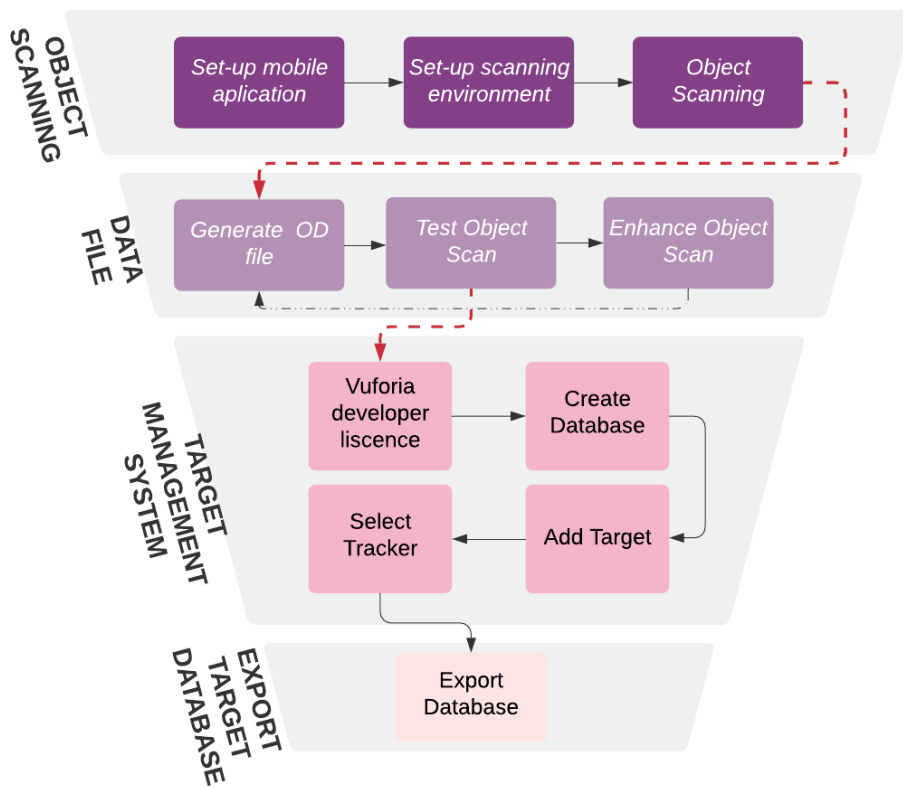 OBJECT
SCANNING
Set-up mobile
aplication
Set-up scanning
environment
Object
Scanning
DATA
FILE
Generate OD
file
Test Object
Scan
Enhance Object
Scan
TARGET
MANAGEMENT
SYSTEM
Vuforia
developer
liscence
Create
Database
Select
Tracker
Add Target
EXPORT
TARGET
DATABASE
Export
Database